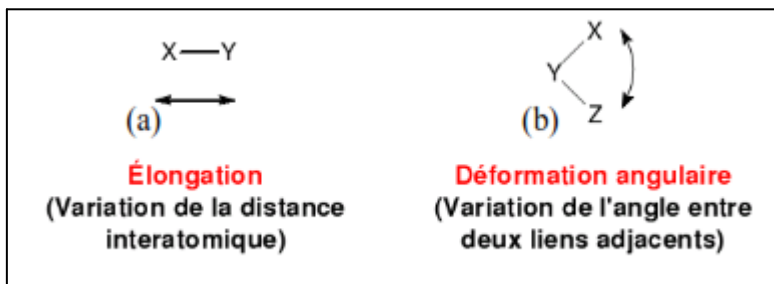 X—Y
(a)
Élongation
(Variation de la distance
interatomique)
X
Y
Z
(b)
Déformation angulaire
(Variation de l'angle entre
deux liens adjacents)